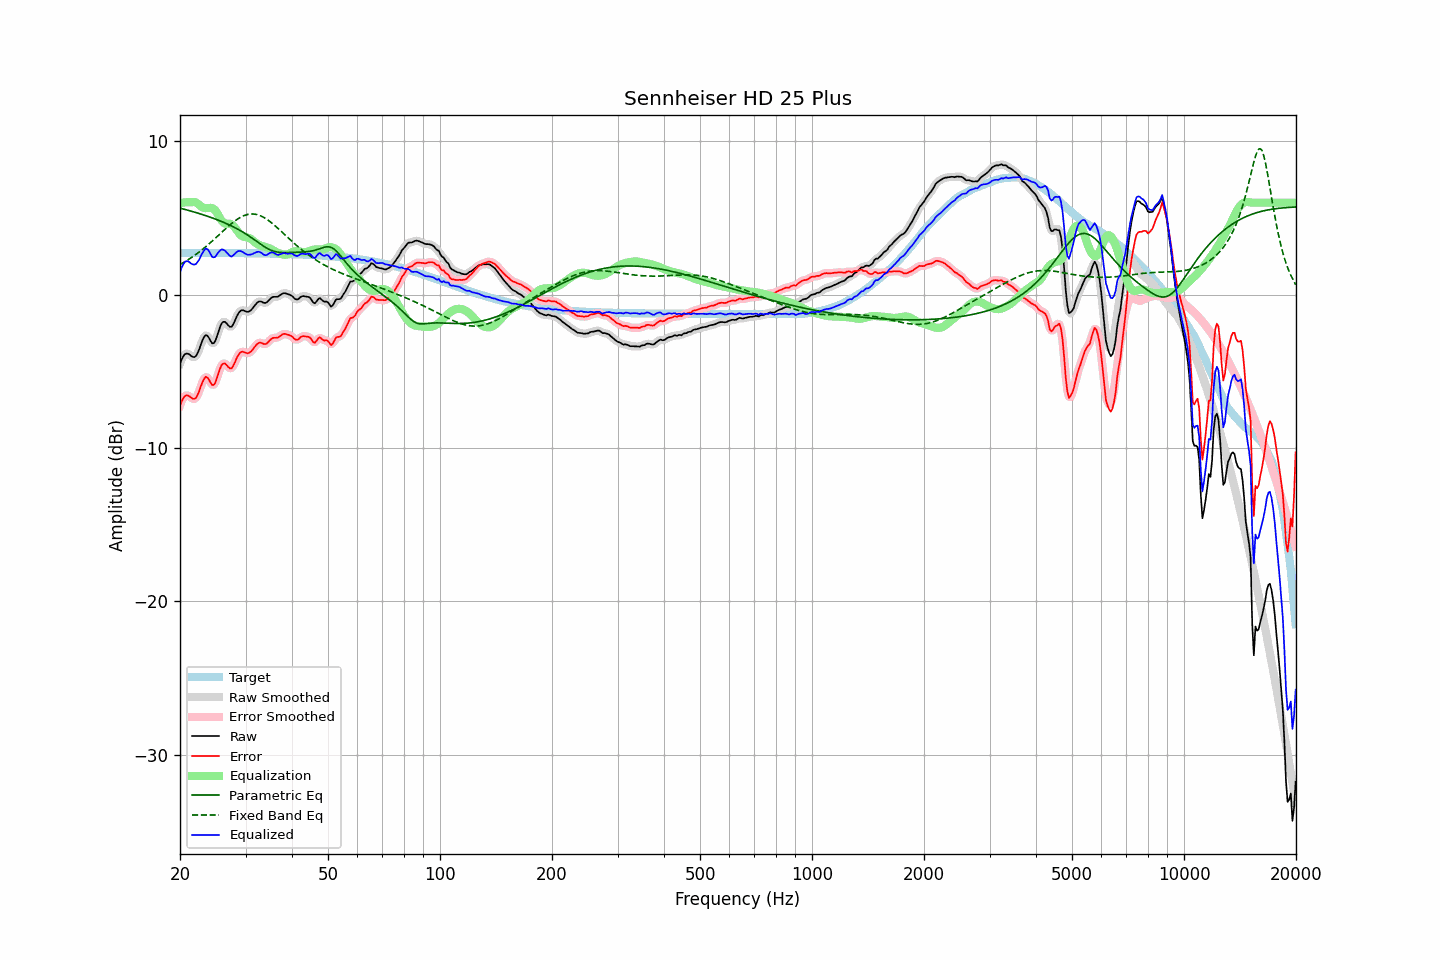 Sennheiser HD 25 Plus
Amplitude (dBr)
10
0
−10
−20
−30
Target
Raw Smoothed
Error Smoothed
Raw
Error
Equalization
Parametric Eq
Fixed Band Eq
Equalized
20 50 100 200 500 1000 2000 5000 10000 20000
Frequency (Hz)